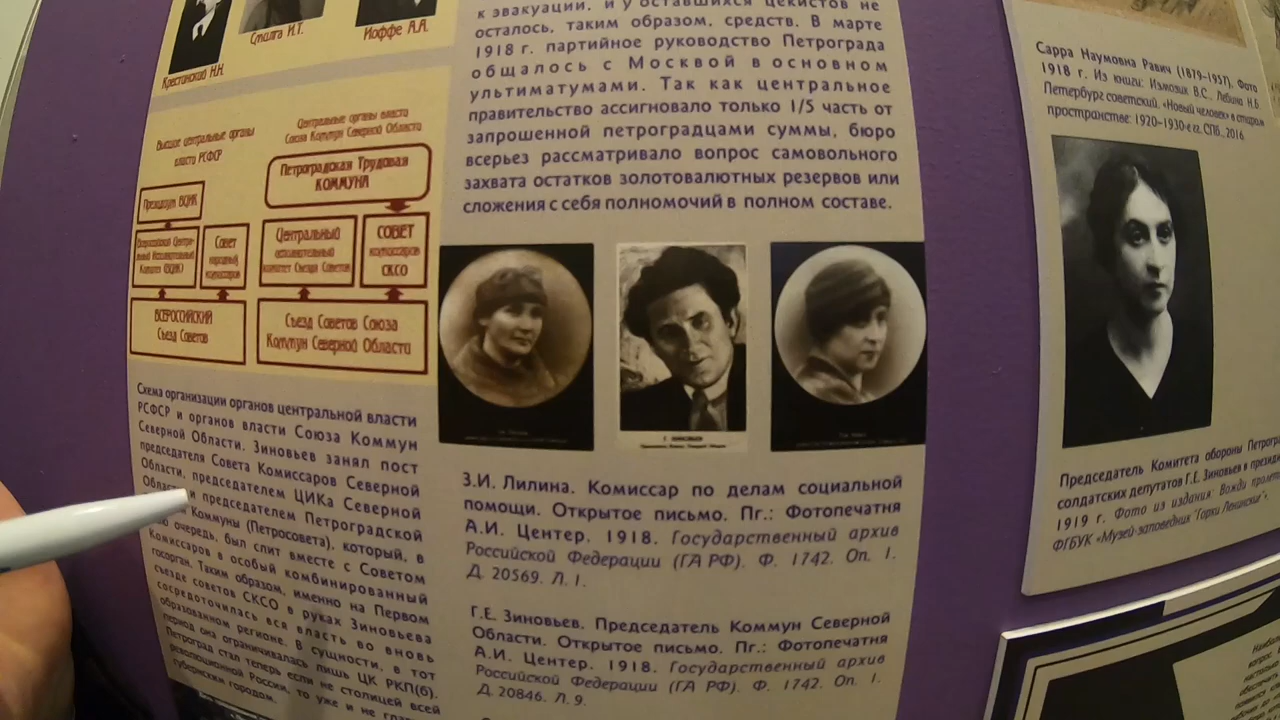 Крестинский Н.Н.
Смилга И.Т.
Иоффе А.А.
Высшие центральные органы
власти РСФСР
Центральные органы власти
Союза Коммун Северной Области
Петроградская Трудовая
КОММУНА
Президиум ВЦИК
Всероссийский Центра-
льный Исполнительный
Комитет (ВЦИК)
Совет
народных
комиссаров
Центральный
исполнительный
комитет Съезда Советов
СОВЕТ
комиссаров
СКСО
ВСЕРОССИЙСКИЙ
Съезд Советов
Съезд Советов Союза
Коммун Северной Области
Схема организации органов центральной власти
РСФСР и органов власти Союза Коммун
Северной Области. Зиновьев занял пост
председателя Совета Комиссаров Северной
Области, председателем ЦИКа Северной
Области и председателем Петроградской
Коммуны (Петросовета), который, в
очередь, был слит вместе с Советом
Комиссаров в особый комбинированный
госорган. Таким образом, именно на Первом
съезде советов СКСО в руках Зиновьева
сосредоточилась вся власть во вновь
образованном регионе. В сущности, в тот
период она ограничивалась лишь ЦК РКП(б).
Петроград стал теперь если не столицей всей
революционной России, то уже и не
губернским городом.
к эвакуации, и у оставшихся цекистов не
осталось, таким образом, средств. В марте
1918 г. партийное руководство Петрограда
общалось с Москвой в основном
ультиматумами. Так как центральное
правительство ассигновало только 1/5 часть от
запрошенной петроградцами суммы, бюро
всерьез рассматривало вопрос самовольного
захвата остатков золотовалютных резервов или
сложения с себя полномочий в полном составе.
Г. ЗИНОВЬЕВ
З.И. Лилина. Комиссар по делам социальной
помощи. Открытое письмо. Пг.: Фотопечатня
А.И. Центер. 1918. Государственный архив
Российской Федерации (ГА РФ). Ф. 1742. Оп. 1.
Д. 20569. Л. 1.
Г.Е. Зиновьев. Председатель Коммун Северной
Области. Открытое письмо. Пг.: Фотопечатня
А.И. Центер. 1918. Государственный архив
Российской Федерации (ГА РФ). Ф. 1742. Оп. 1.
Д. 20846. Л. 9.
Сарра Наумовна Равич (1879–1957). Фото
1918 г. Из книги: Измозик В.С., Лебина Н.Б.
Петербург советский. «Новый человек» в старом
пространстве: 1920–1930-е гг. СПб., 2016.
Председатель Комитета обороны
солдатских депутатов Г.Е. Зиновьев в
1919 г. Фото из издания: Вожди
ФГБУК «Музей-заповедник "Горки Ленинские".